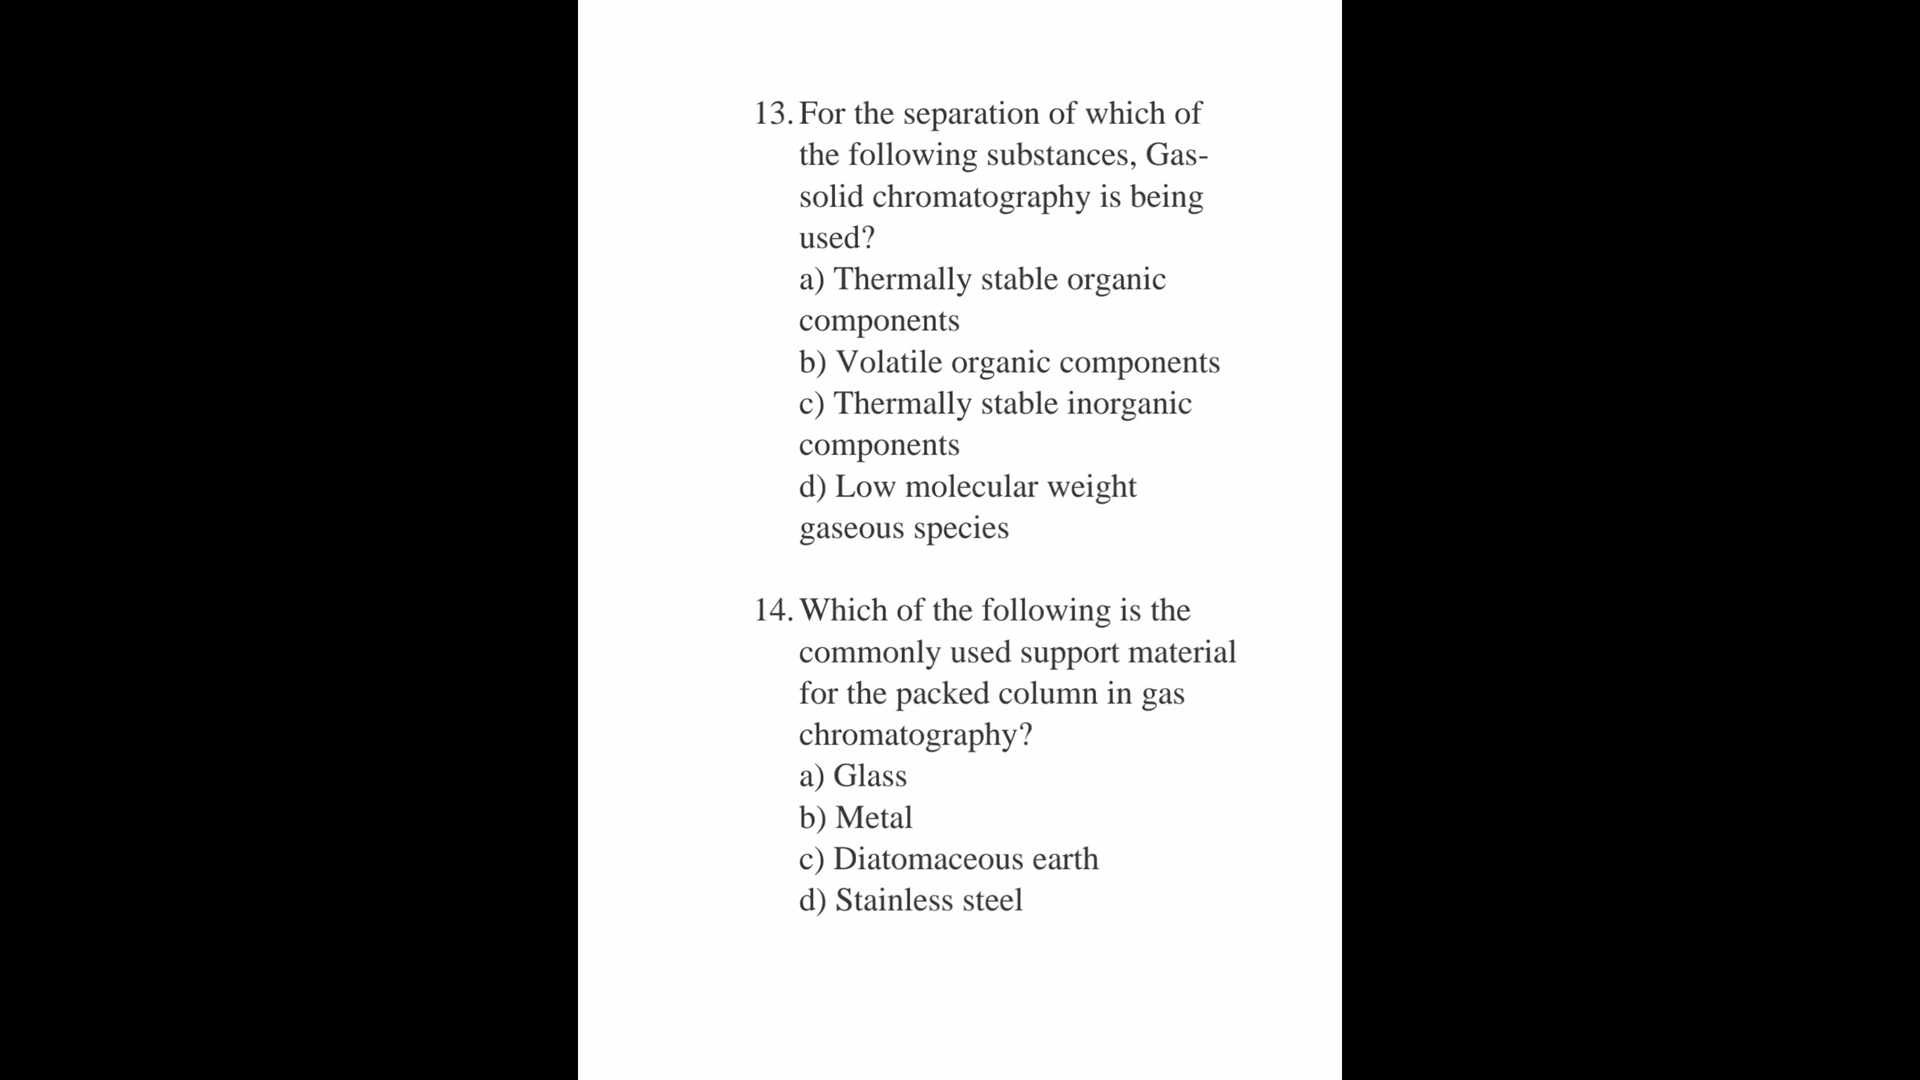 13. For the separation of which of
the following substances, Gas-
solid chromatography is being
used?
a) Thermally stable organic
components
b) Volatile organic components
c) Thermally stable inorganic
components
d) Low molecular weight
gaseous species
14. Which of the following is the
commonly used support material
for the packed column in gas
chromatography?
a) Glass
b) Metal
c) Diatomaceous earth
d) Stainless steel